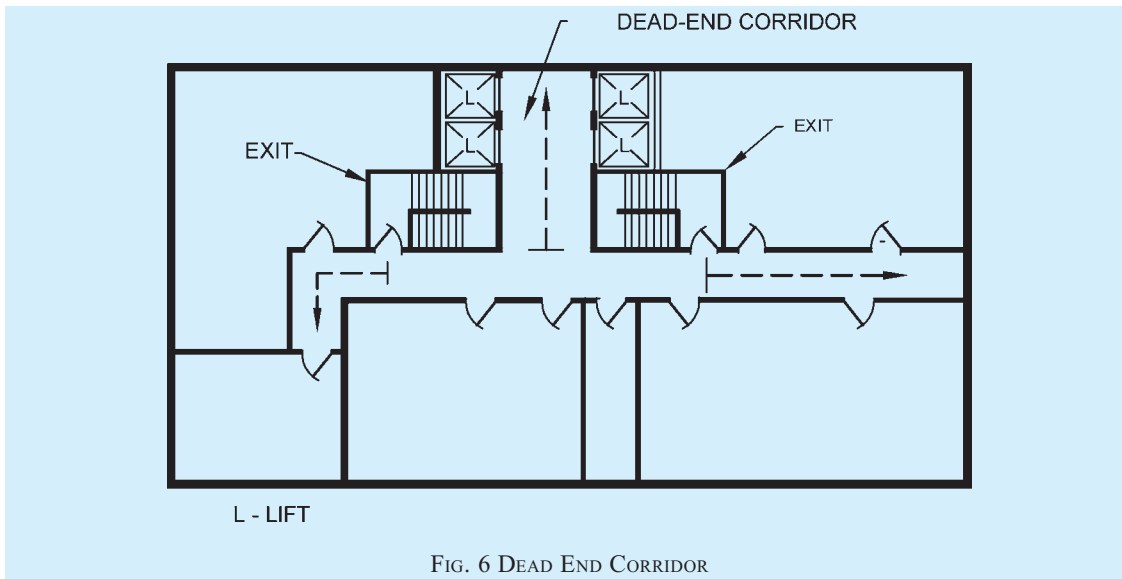 DEAD-END CORRIDOR
L
L
L
L
EXIT
EXIT
L - LIFT
FIG. 6 DEAD END CORRIDOR